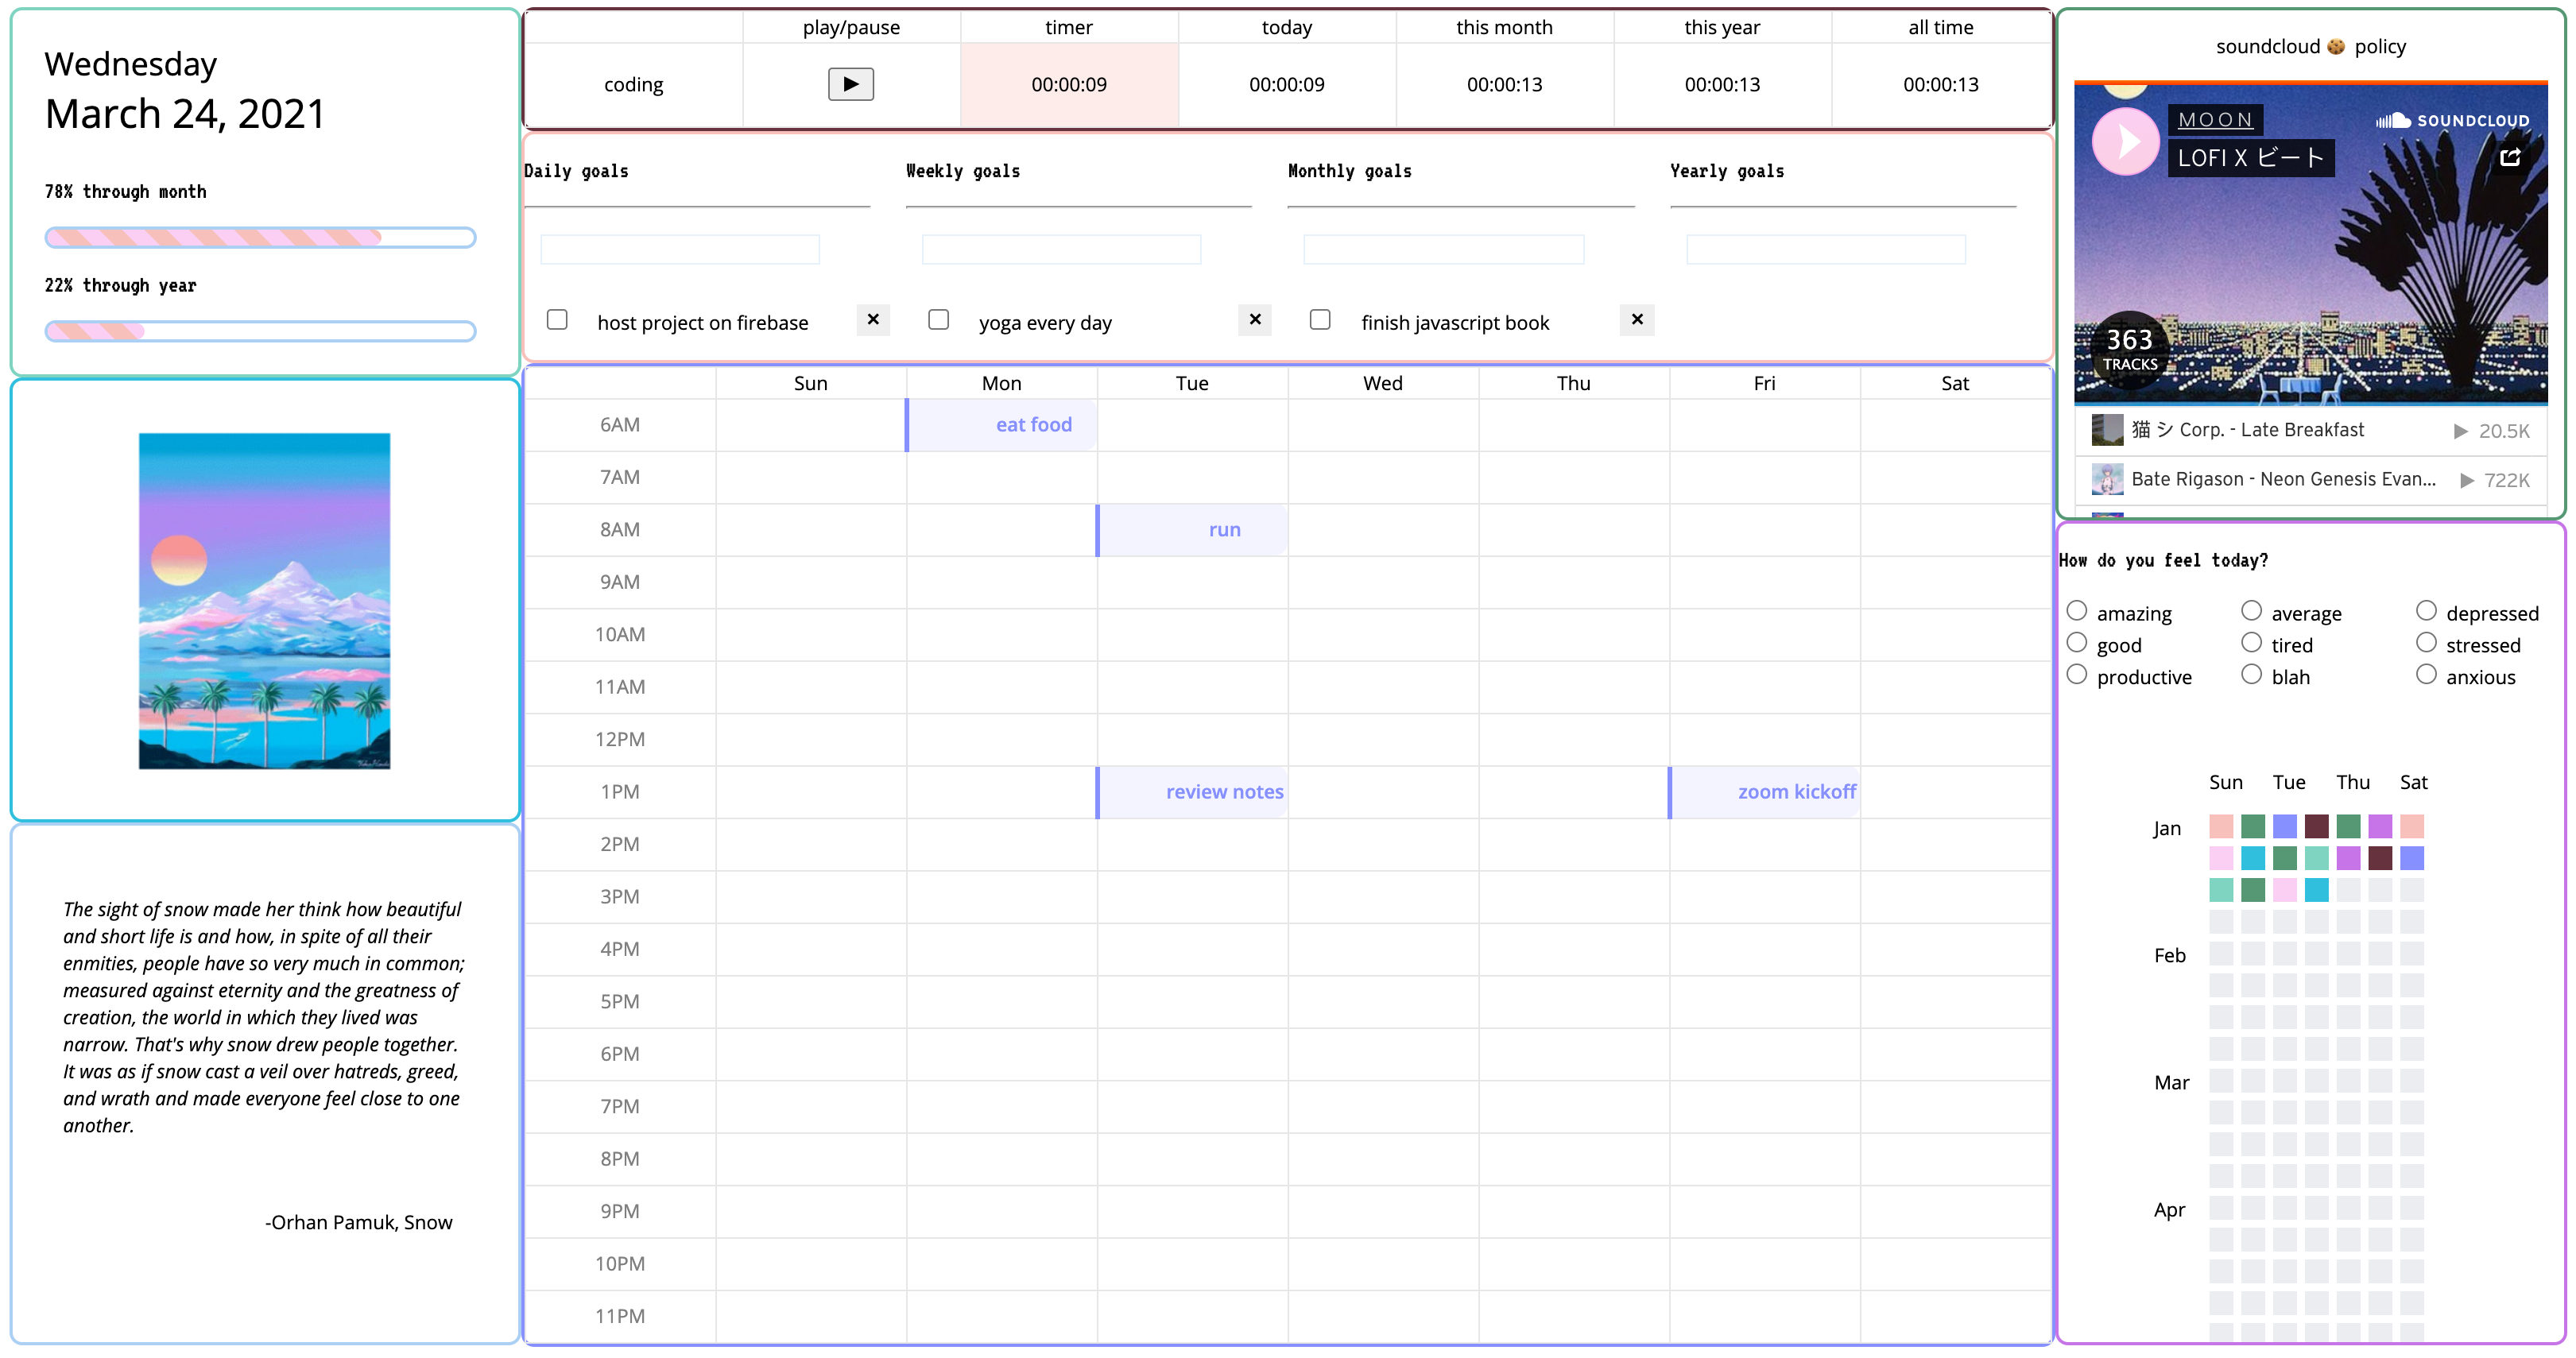 Wednesday
March 24, 2021
78% through month
22% through year
The sight of snow made her think how beautiful
and short life is and how, in spite of all their
enmities, people have so very much in common;
measured against eternity and the greatness of
creation, the world in which they lived was
narrow. That's why snow drew people together.
It was as if snow cast a veil over hatreds, greed,
and wrath and made everyone feel close to one
another.
-Orhan Pamuk, Snow
play/pause timer today this month this year all time
coding 00:00:09 00:00:09 00:00:13 00:00:13 00:00:13
Daily goals Weekly goals Monthly goals Yearly goals
host project on firebase × yoga every day × finish javascript book ×
Sun Mon Tue Wed Thu Fri Sat
6AM eat food
7AM
8AM run
9AM
10AM
11AM
12PM
1PM review notes zoom kickoff
2PM
3PM
4PM
5PM
6PM
7PM
8PM
9PM
10PM
11PM
soundcloud 🍪 policy
MOON
SOUNDCLOUD
LOFI X ビート
363
TRACKS
猫 シ Corp. - Late Breakfast 20.5K
Bate Rigason - Neon Genesis Evan... 722K
How do you feel today?
amazing average depressed
good tired stressed
productive blah anxious
Sun Tue Thu Sat
Jan
Feb
Mar
Apr